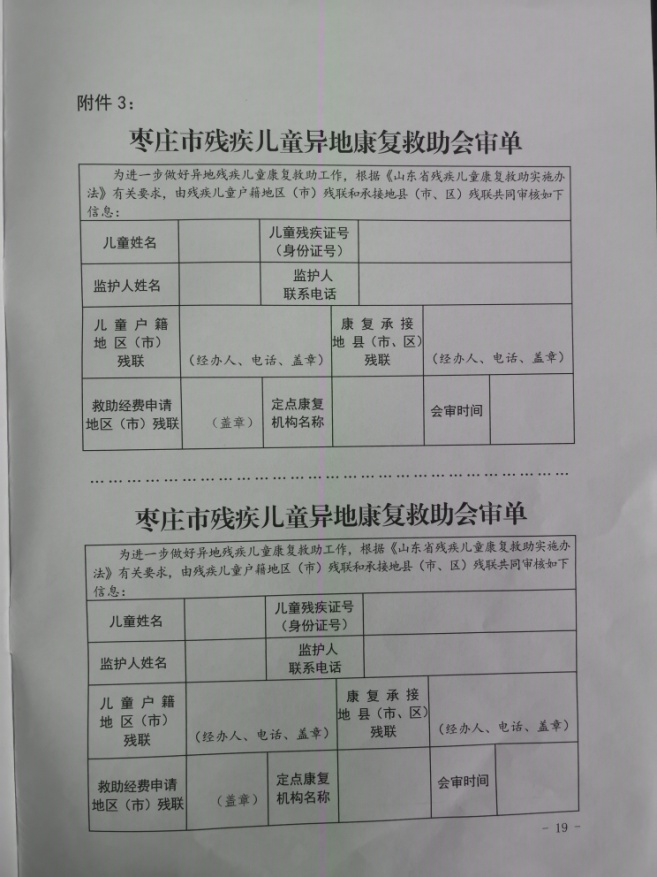 附件 3：
枣庄市残疾儿童异地康复救助会审单
为进一步做好异地残疾儿童康复救助工作，根据《山东省残疾儿童康复救助实施办
法》有关要求，由残疾儿童户籍地区（市）残联和承接地县（市、区）残联共同审核如下
信息：
儿童姓名
儿童残疾证号
（身份证号）
监护人姓名
监护人
联系电话
儿童户籍
地区（市）
残联
（经办人、电话、盖章）
康复承接
地县（市、区）
残联
（经办人、电话、盖章）
救助经费申请
地区（市）残联
（盖章）
定点康复
机构名称
会审时间
………………………………………………………………
枣庄市残疾儿童异地康复救助会审单
为进一步做好异地残疾儿童康复救助工作，根据《山东省残疾儿童康复救助实施办
法》有关要求，由残疾儿童户籍地区（市）残联和承接地县（市、区）残联共同审核如下
信息：
儿童姓名
儿童残疾证号
（身份证号）
监护人姓名
监护人
联系电话
儿童户籍
地区（市）
残联
（经办人、电话、盖章）
康复承接
地县（市、区）
残联
（经办人、电话、盖章）
救助经费申请
地区（市）残联
（盖章）
定点康复
机构名称
会审时间
- 19 -